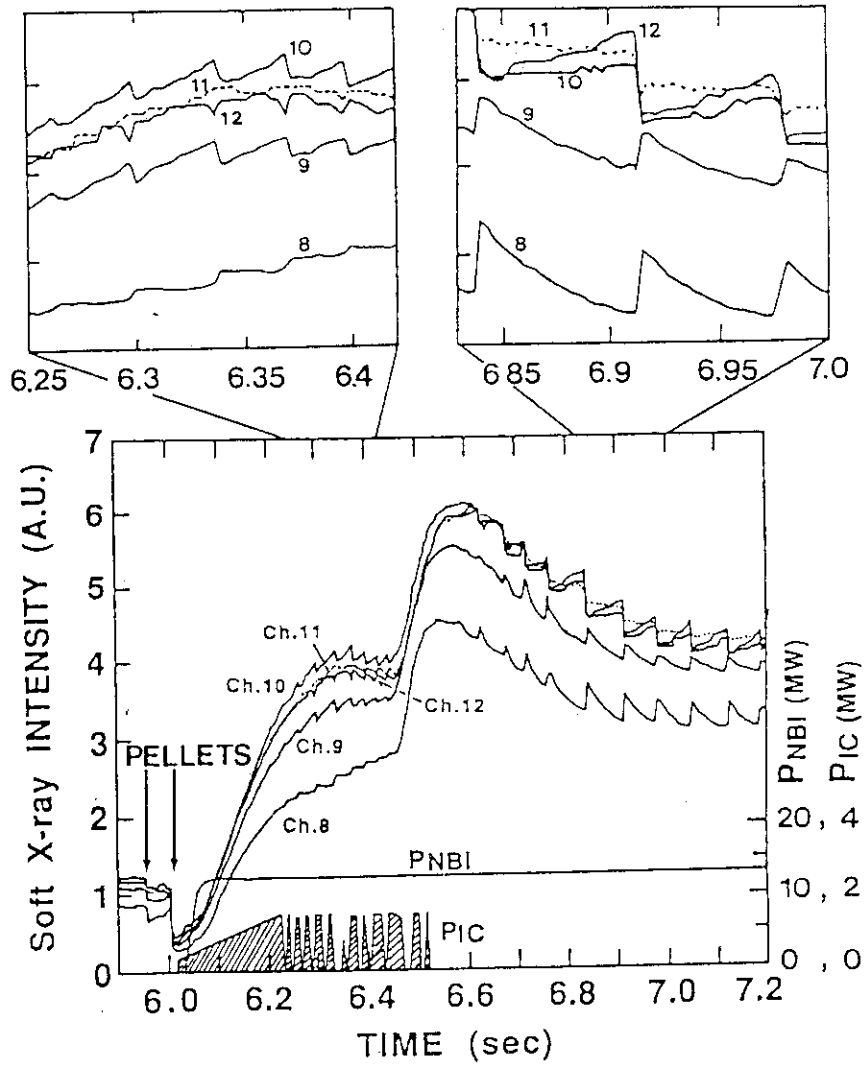 10
11
12
9
8
6.25 6.3 6.35 6.4
11
12
10
9
8
6.85 6.9 6.95 7.0
Soft X-ray INTENSITY (A.U.)
7
6
5
4
3
2
1
0
Ch.11
Ch.10
Ch.12
Ch.9
Ch.8
PELLETS
PNBI
PIC
PNBI (MW)
PIC (MW)
20 , 4
10 , 2
0 , 0
6.0 6.2 6.4 6.6 6.8 7.0 7.2
TIME (sec)